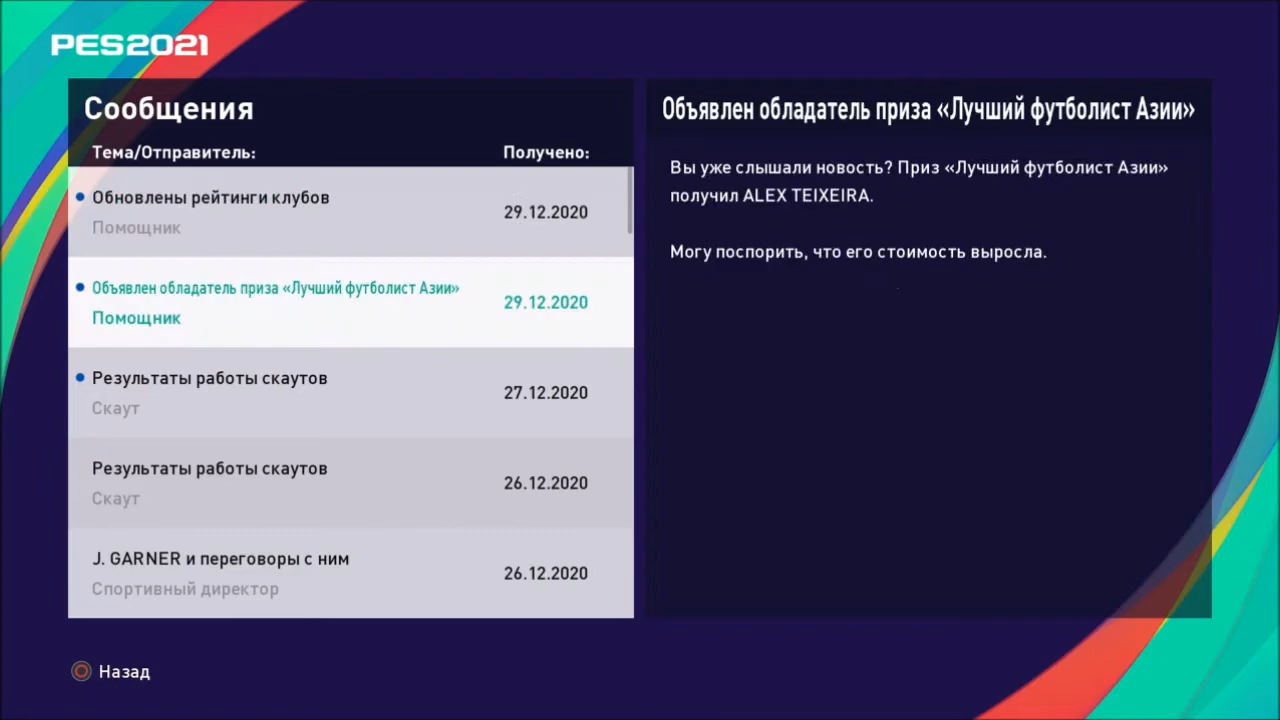 PES2021
Сообщения
Тема/Отправитель: Получено:
Обновлены рейтинги клубов
Помощник
29.12.2020
Объявлен обладатель приза «Лучший футболист Азии»
Помощник
29.12.2020
Результаты работы скаутов
Скаут
27.12.2020
Результаты работы скаутов
Скаут
26.12.2020
J. GARNER и переговоры с ним
Спортивный директор
26.12.2020
Объявлен обладатель приза «Лучший футболист Азии»
Вы уже слышали новость? Приз «Лучший футболист Азии»
получил ALEX TEIXEIRA.
Могу поспорить, что его стоимость выросла.
Назад